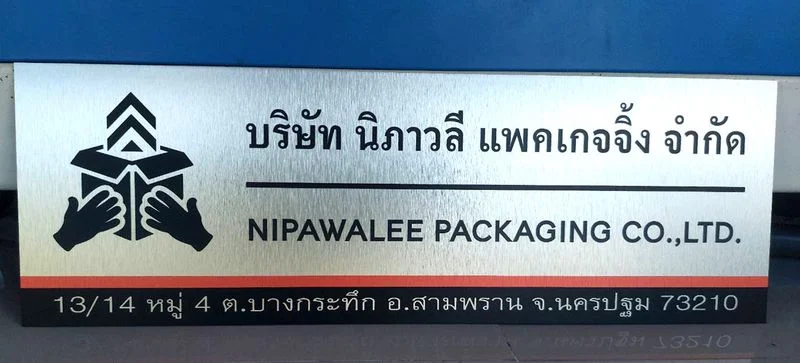 บริษัท นิภาวลี แพคเกจจิ้ง จำกัด
NIPAWALEE PACKAGING CO.,LTD.
13/14 หมู่ 4 ต.บางกระทึก อ.สามพราน จ.นครปฐม 73210